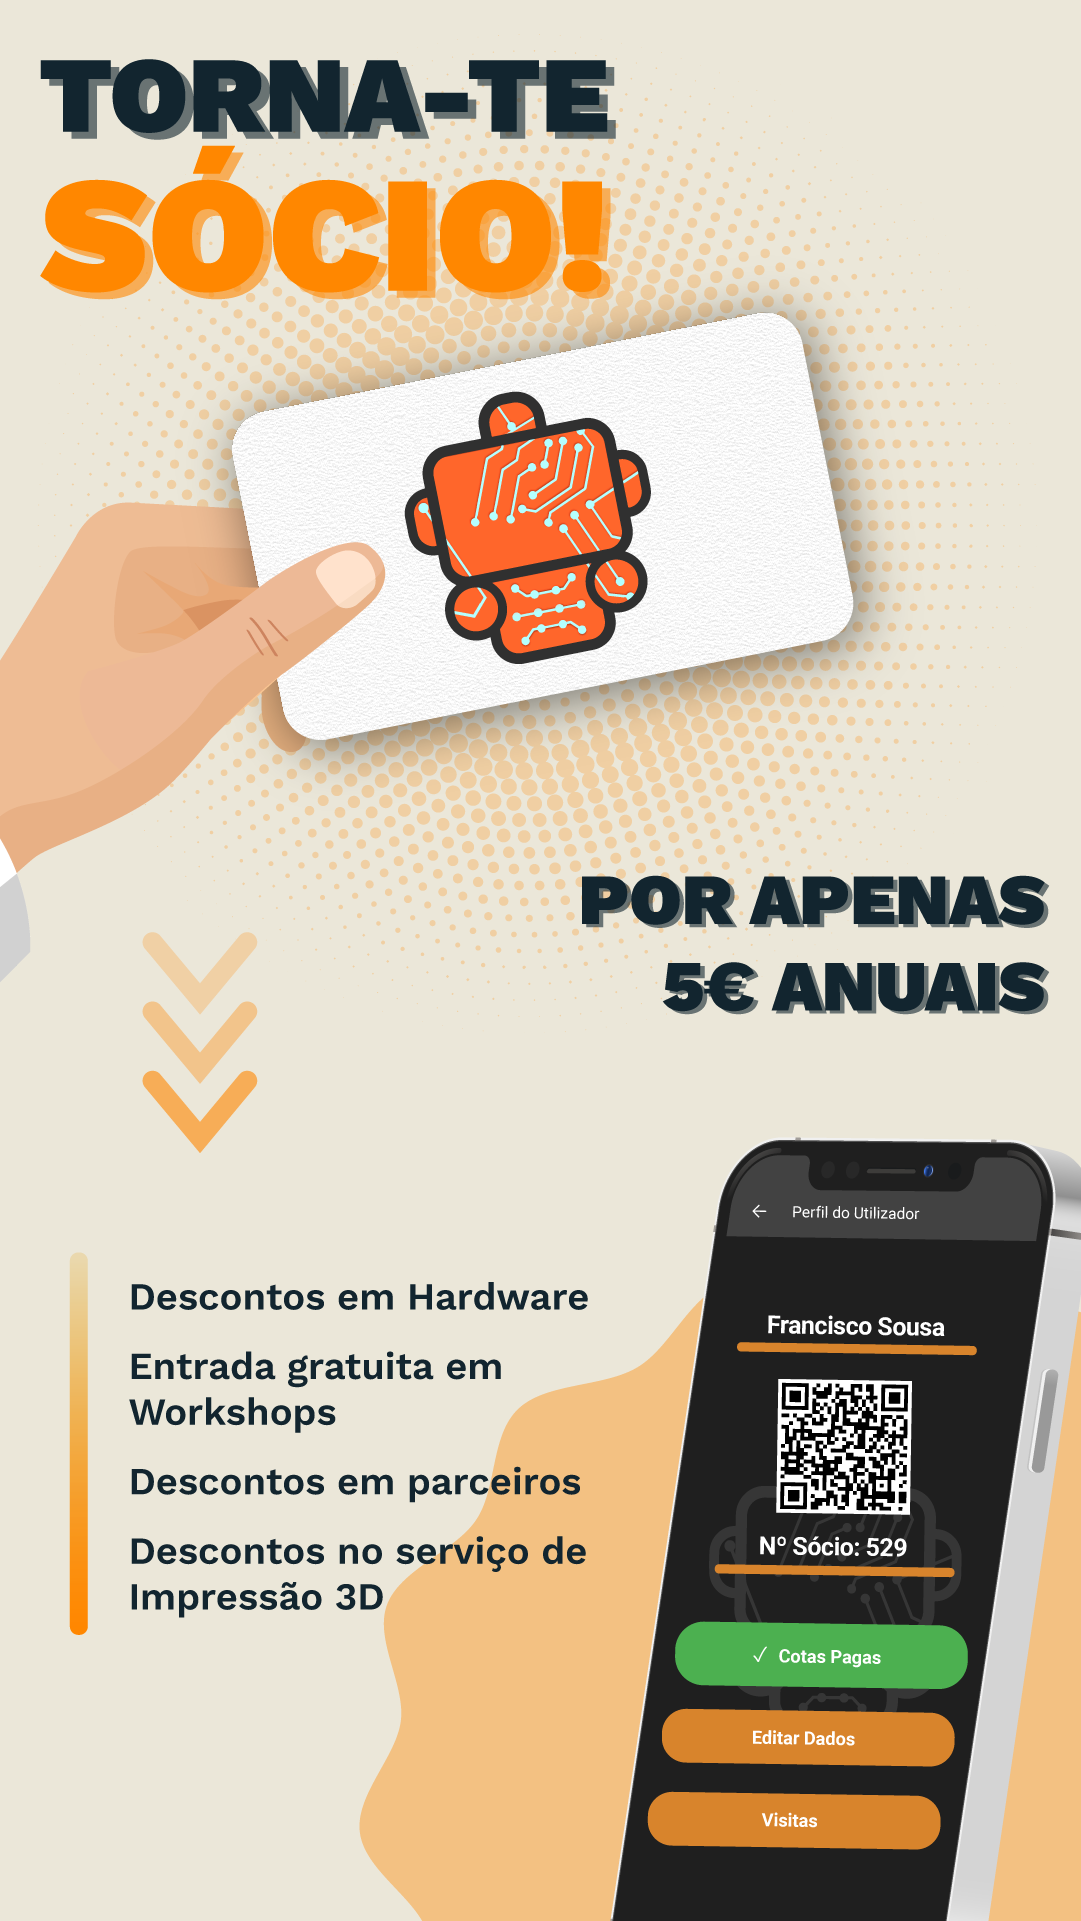 TORNA-TE
SÓCIO!
POR APENAS
5€ ANUAIS
Descontos em Hardware
Entrada gratuita em
Workshops
Descontos em parceiros
Descontos no serviço de
Impressão 3D
Perfil do Utilizador
Francisco Sousa
Nº Sócio: 529
Cotas Pagas
Editar Dados
Visitas